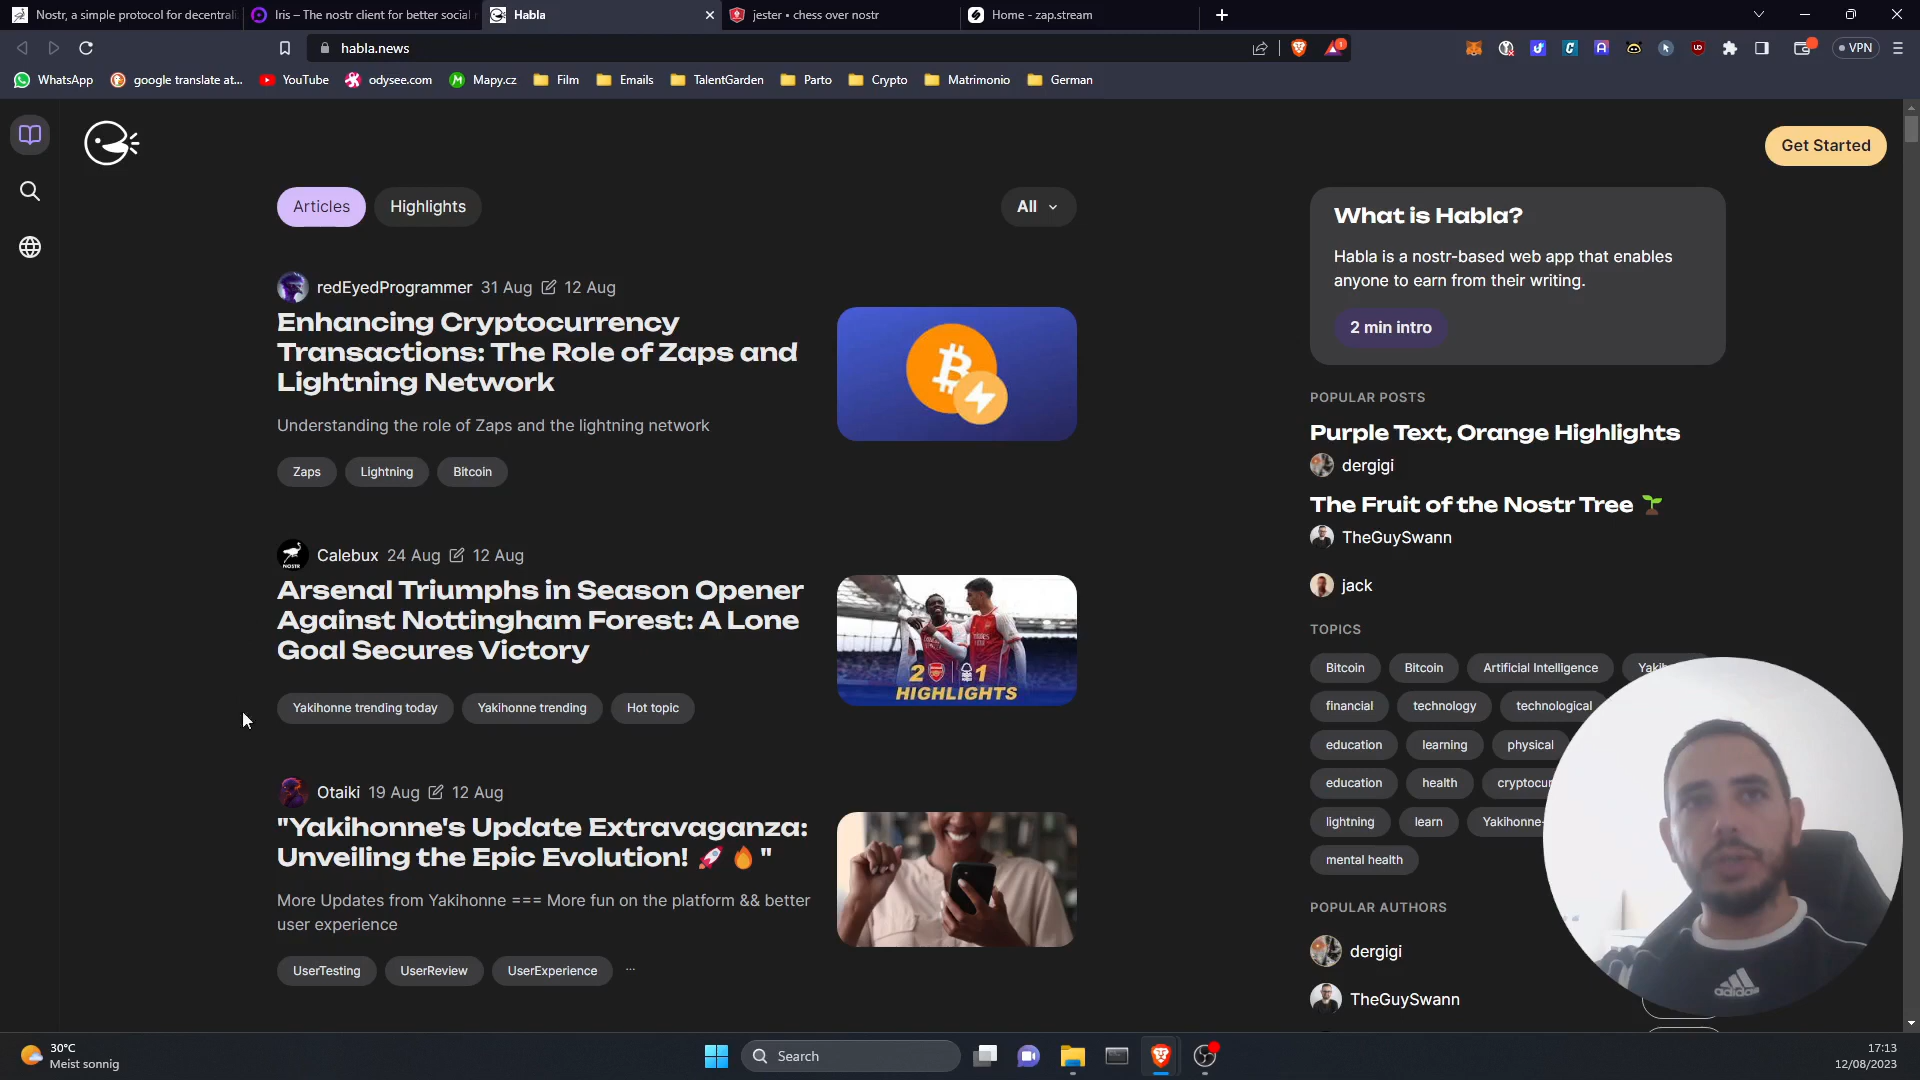 Nostr, a simple protocol for decentrali
Iris – The nostr client for better social
Habla
jester • chess over nostr
Home - zap.stream
habla.news
1
VPN
WhatsApp
google translate at...
YouTube
odysee.com
Mapy.cz
Film
Emails
TalentGarden
Parto
Crypto
Matrimonio
German
Get Started
Articles
Highlights
All
redEyedProgrammer 31 Aug 12 Aug
Enhancing Cryptocurrency
Transactions: The Role of Zaps and
Lightning Network
Understanding the role of Zaps and the lightning network
Zaps
Lightning
Bitcoin
NOSTR
Calebux 24 Aug 12 Aug
Arsenal Triumphs in Season Opener
Against Nottingham Forest: A Lone
Goal Secures Victory
2 1
HIGHLIGHTS
Yakihonne trending today
Yakihonne trending
Hot topic
Otaiki 19 Aug 12 Aug
"Yakihonne's Update Extravaganza:
Unveiling the Epic Evolution! 🚀 🔥 "
More Updates from Yakihonne === More fun on the platform && better
user experience
UserTesting
UserReview
UserExperience
...
What is Habla?
Habla is a nostr-based web app that enables
anyone to earn from their writing.
2 min intro
POPULAR POSTS
Purple Text, Orange Highlights
dergigi
The Fruit of the Nostr Tree 🌱
TheGuySwann
jack
TOPICS
Bitcoin
Bitcoin
Artificial Intelligence
financial
technology
technological
education
learning
physical
education
health
lightning
learn
mental health
POPULAR AUTHORS
dergigi
TheGuySwann
adidas
30°C
Meist sonnig
Search
17:13
12/08/2023